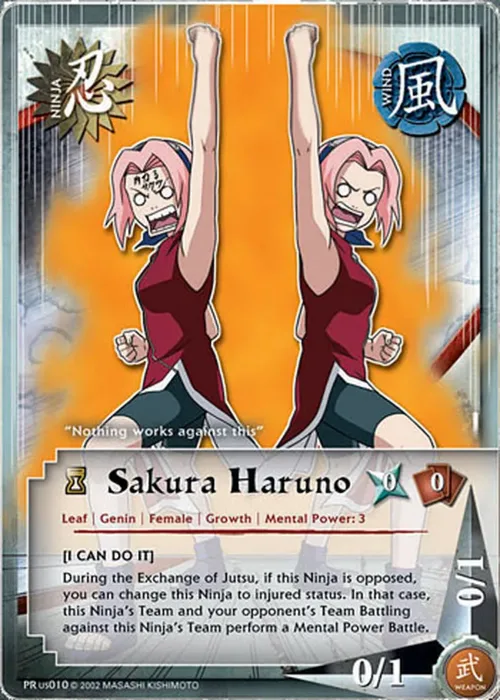 忍
NINJA
風
WIND
"Nothing works against this"
Sakura Haruno
0
0
Leaf | Genin | Female | Growth | Mental Power: 3
[I CAN DO IT]
During the Exchange of Jutsu, if this Ninja is opposed,
you can change this Ninja to injured status. In that case,
this Ninja's Team and your opponent's Team Battling
against this Ninja's Team perform a Mental Power Battle.
0/1
0/1
武
WEAPON
PR US010 © 2002 MASASHI KISHIMOTO